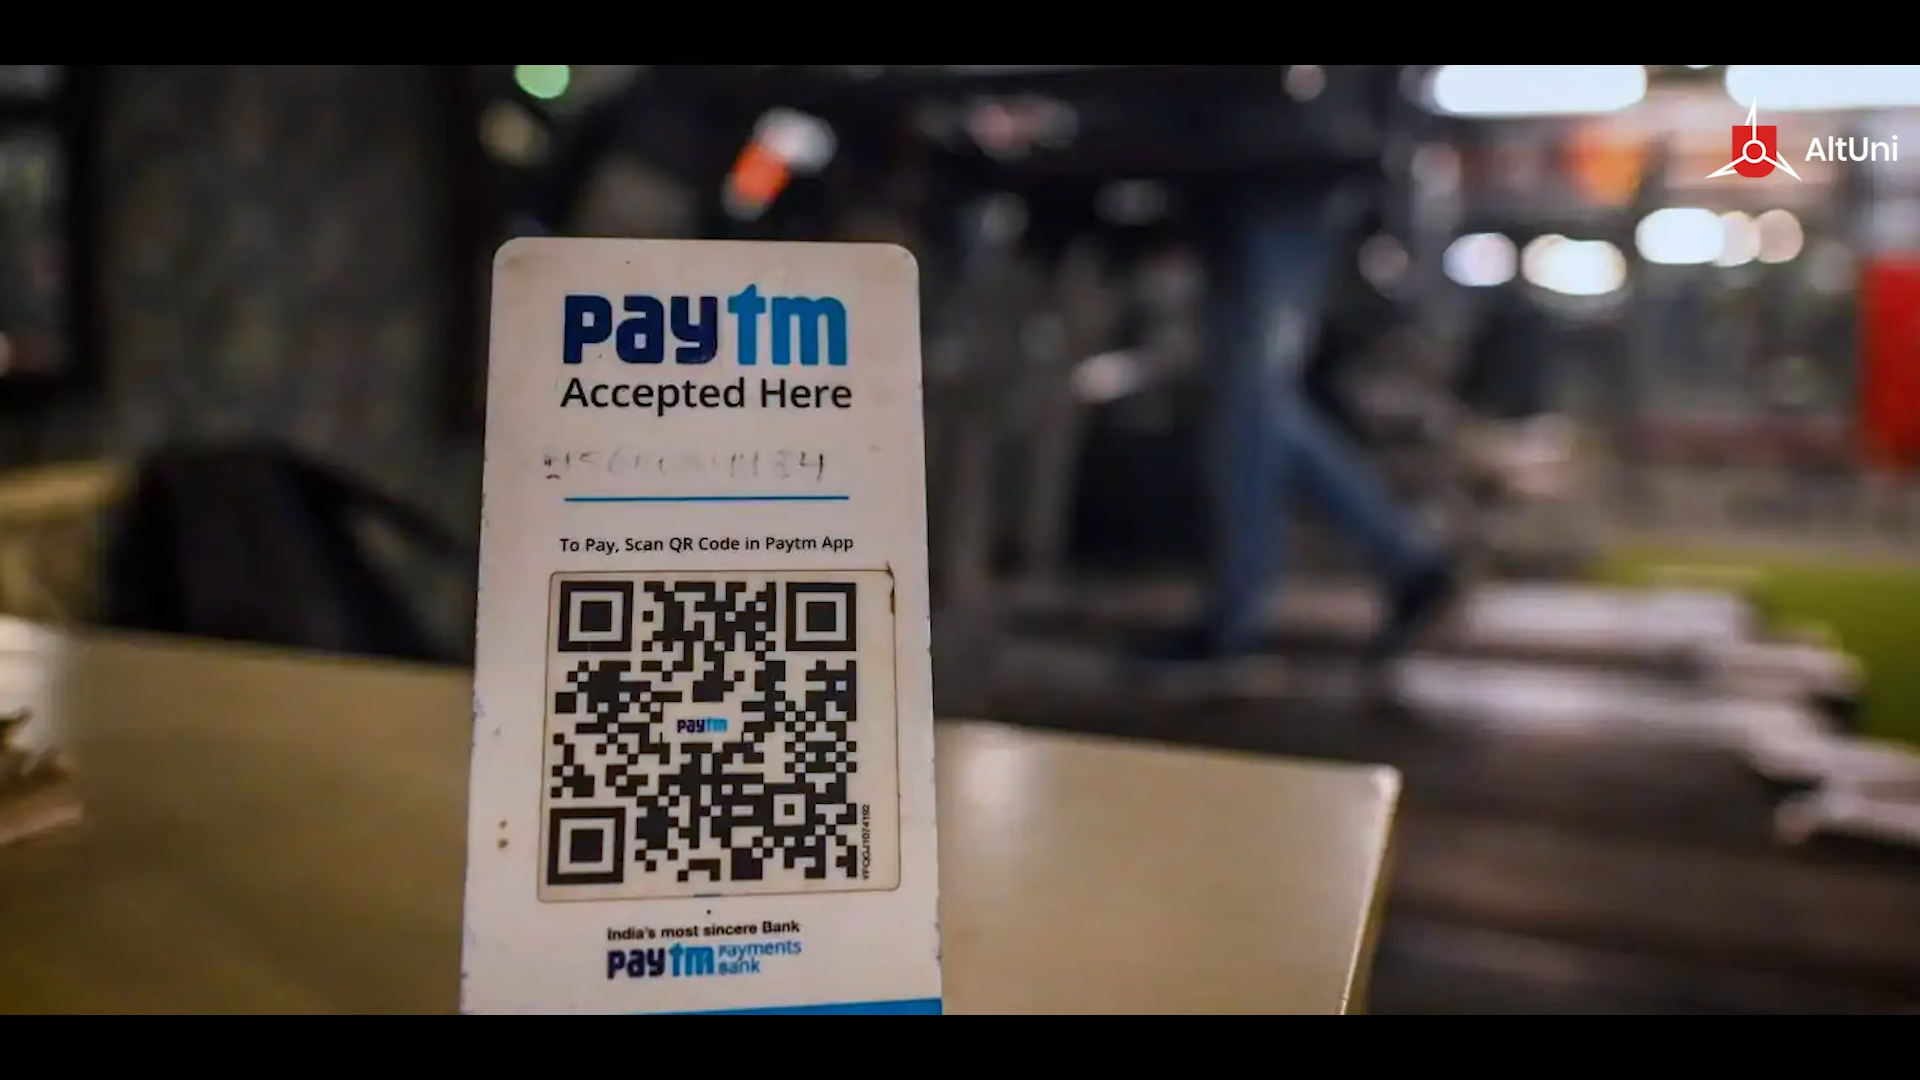 AltUni
paytm
Accepted Here
To Pay, Scan QR Code in Paytm App
paytm
India's most sincere Bank
paytm Payments Bank